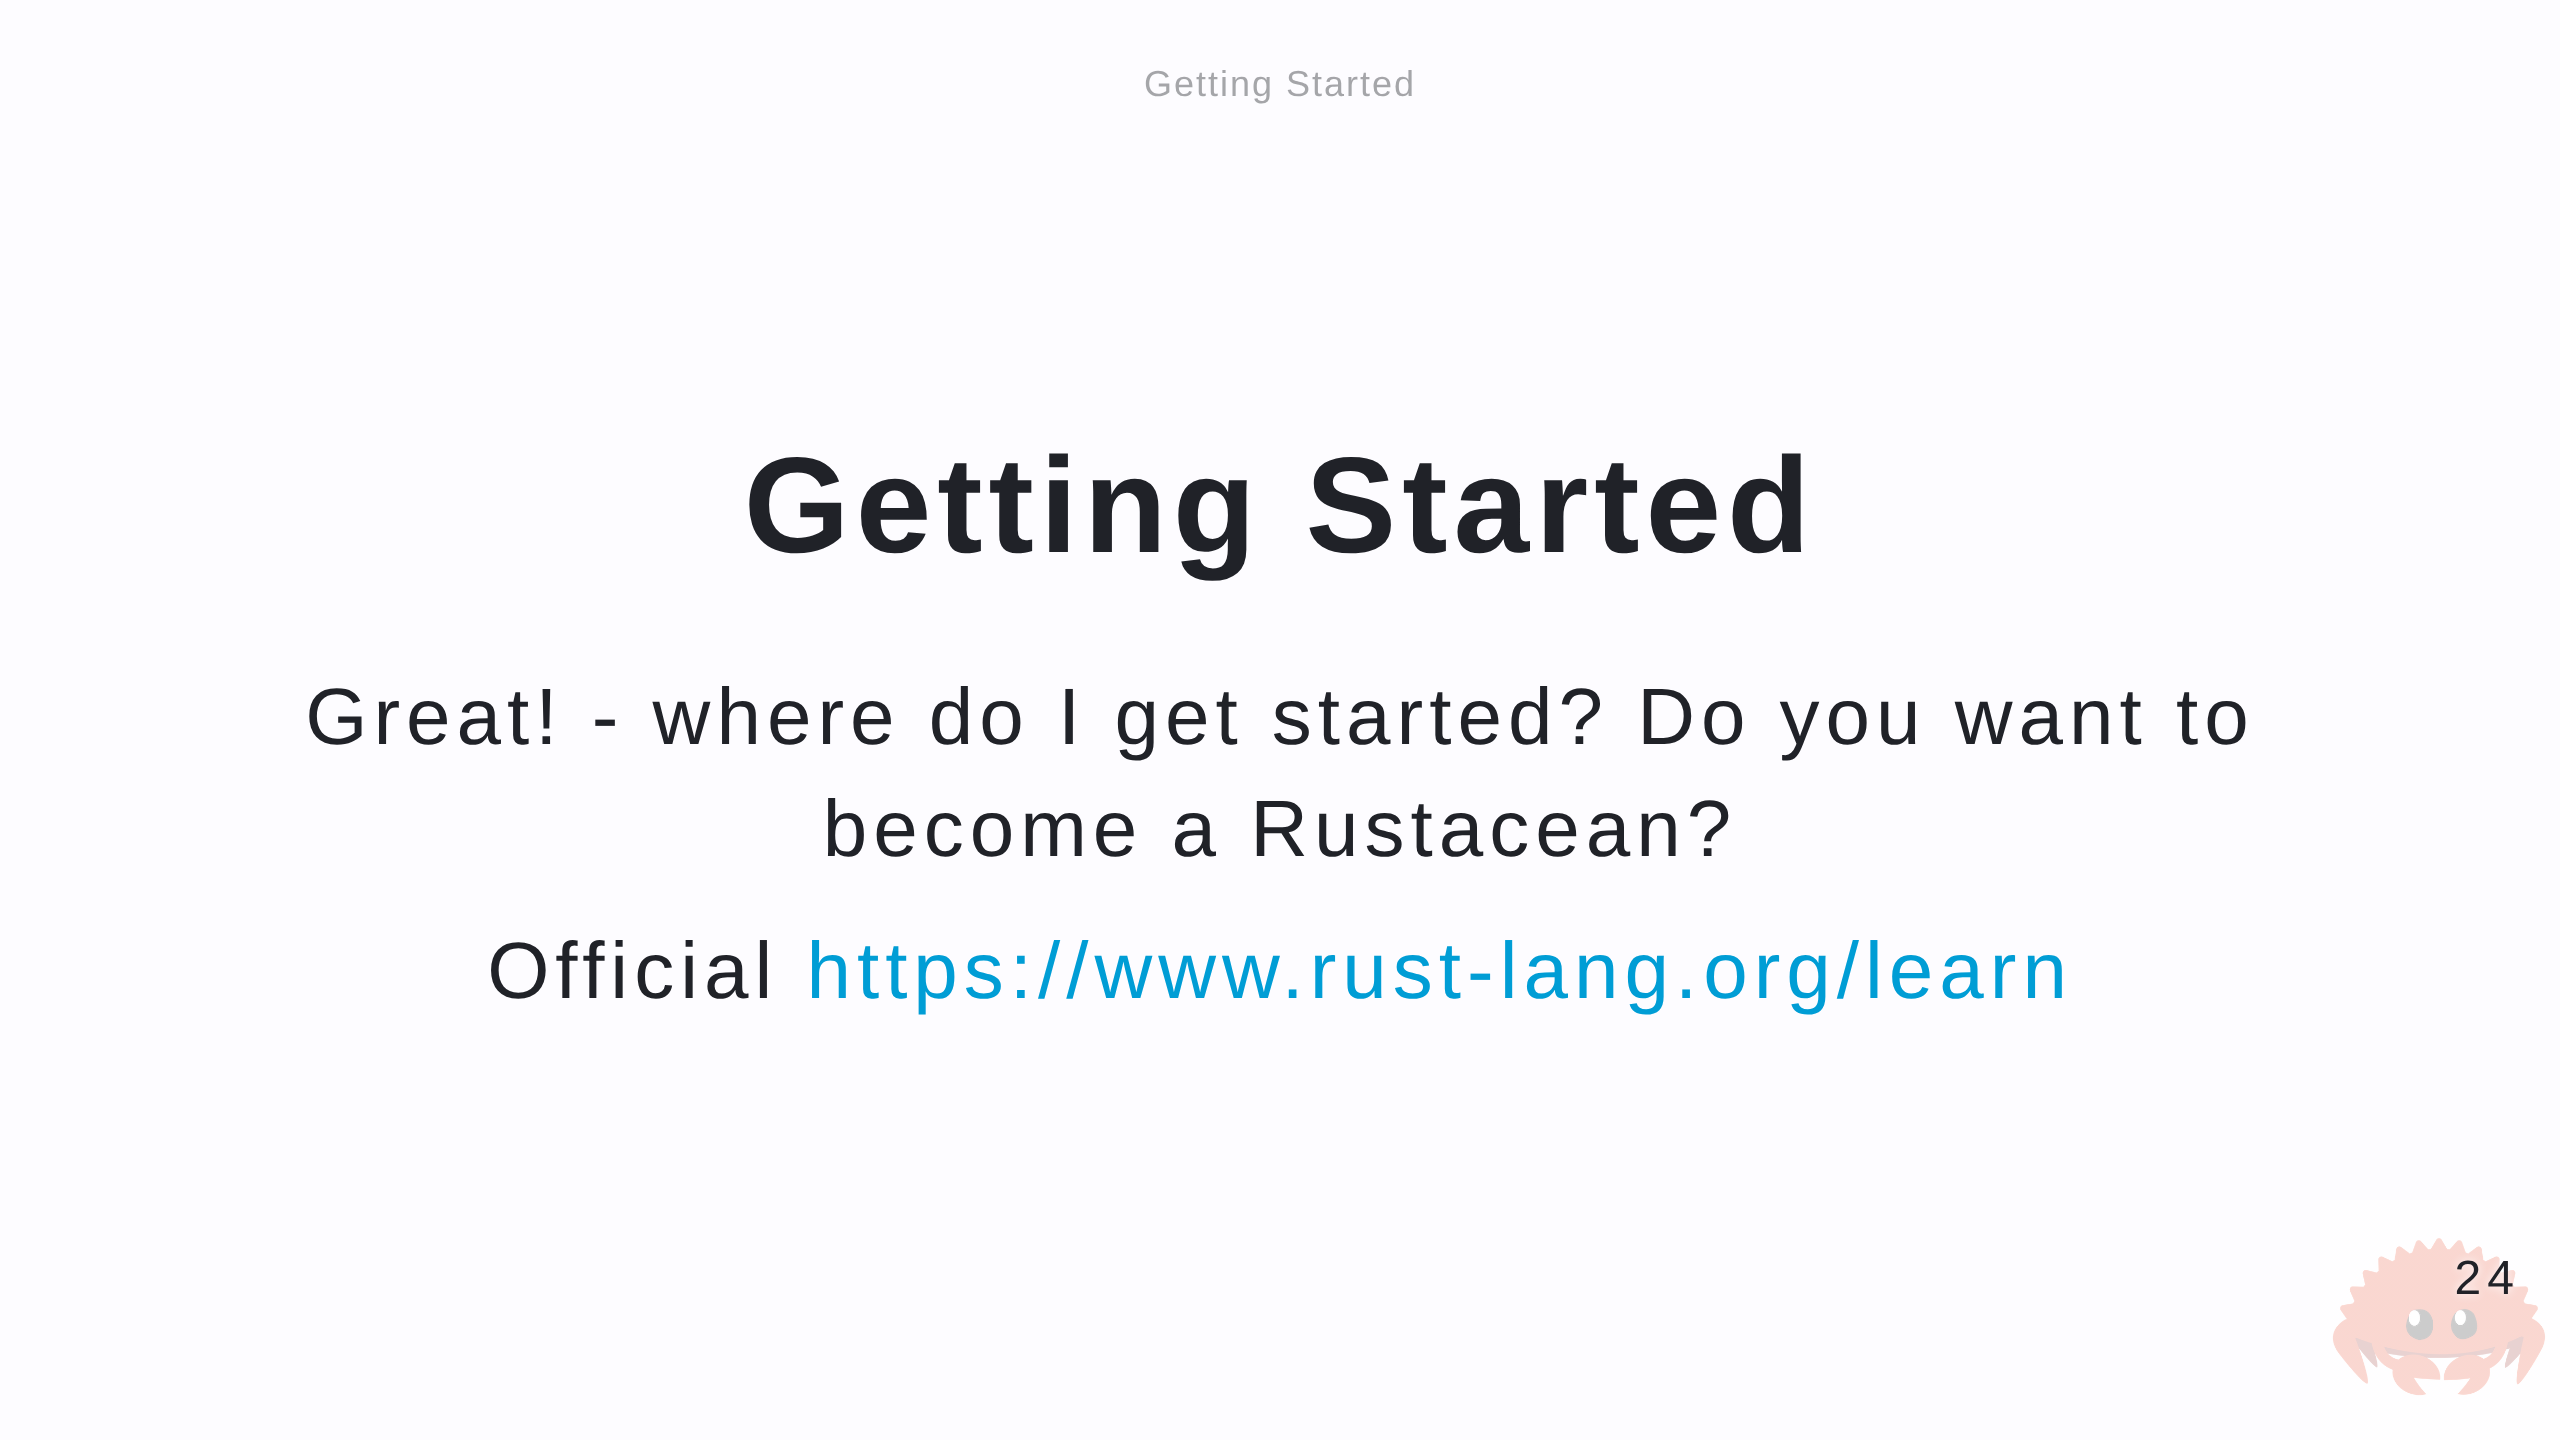 Getting Started
Getting Started
Great! - where do I get started? Do you want to
become a Rustacean?
Official https://www.rust-lang.org/learn
24